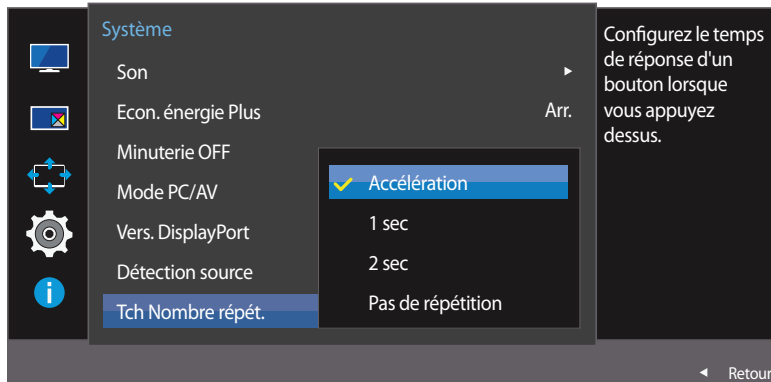 Système
Son
Econ. énergie Plus
Arr.
Minuterie OFF
Mode PC/AV
Vers. DisplayPort
Détection source
Tch Nombre répét.
Accélération
1 sec
2 sec
Pas de répétition
Configurez le temps
de réponse d'un
bouton lorsque
vous appuyez
dessus.
Retour